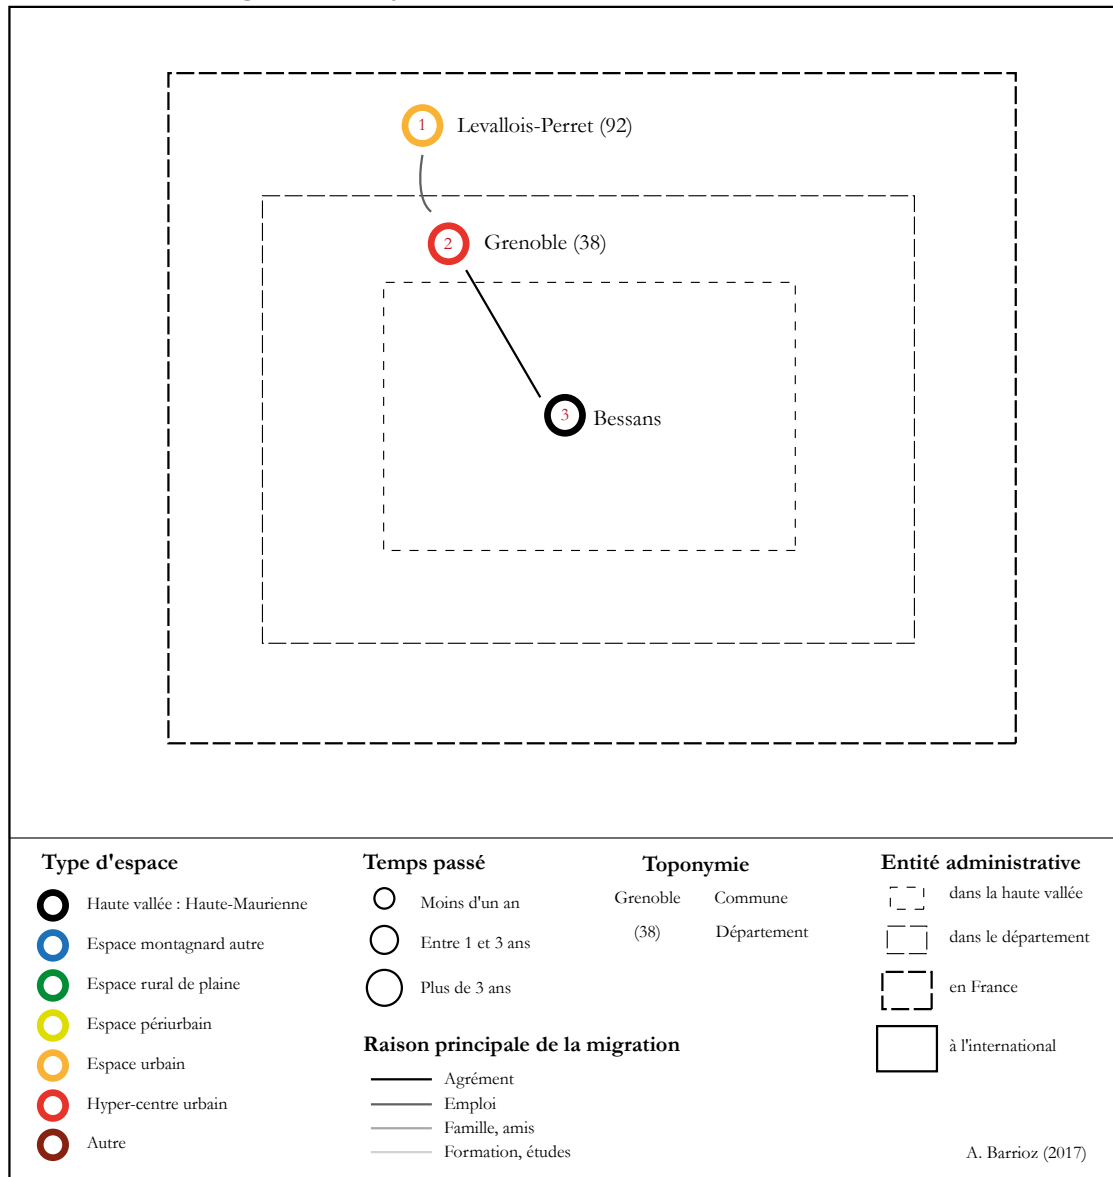 1 Levallois-Perret (92)
2 Grenoble (38)
3 Bessans
Type d'espace
Haute vallée : Haute-Maurienne
Espace montagnard autre
Espace rural de plaine
Espace périurbain
Espace urbain
Hyper-centre urbain
Autre
Temps passé
Moins d'un an
Entre 1 et 3 ans
Plus de 3 ans
Raison principale de la migration
Agrément
Emploi
Famille, amis
Formation, études
Toponymie
Grenoble Commune
(38) Département
Entité administrative
dans la haute vallée
dans le département
en France
à l'international
A. Barrioz (2017)